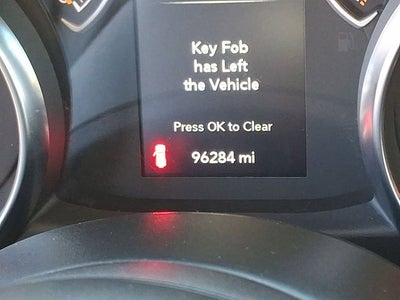 Key Fob
has Left
the Vehicle
Press OK to Clear
96284 mi